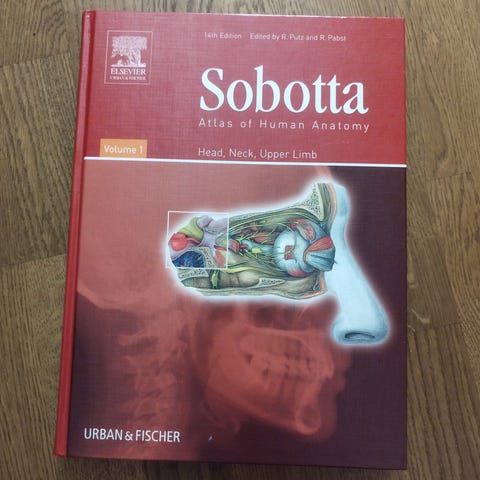 14th Edition Edited by R. Putz and R. Pabst
ELSEVIER
URBAN & FISCHER
Sobotta
Atlas of Human Anatomy
Volume 1
Head, Neck, Upper Limb
URBAN & FISCHER